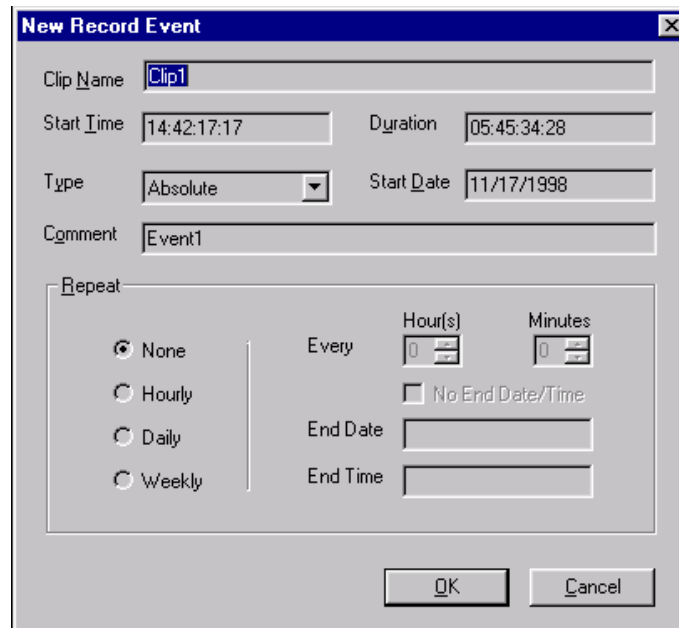 New Record Event
Clip Name Clip1
Start Time 14:42:17:17 Duration 05:45:34:28
Type Absolute Start Date 11/17/1998
Comment Event1
Repeat
Hour(s) Minutes
None Every 0 0
Hourly No End Date/Time
Daily End Date
Weekly End Time
OK Cancel